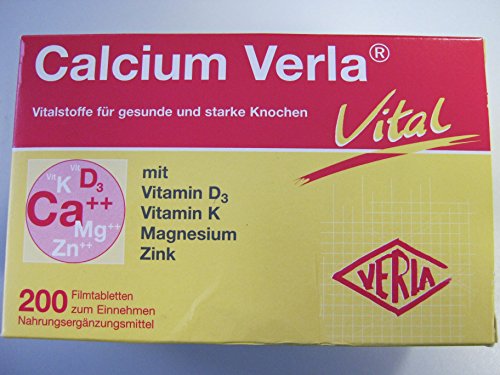 Calcium Verla®
Vitalstoffe für gesunde und starke Knochen
Vital
Vit D3
Vit K
Ca++
Mg++
Zn++
mit
Vitamin D3
Vitamin K
Magnesium
Zink
VERLA
200 Filmtabletten
zum Einnehmen
Nahrungsergänzungsmittel